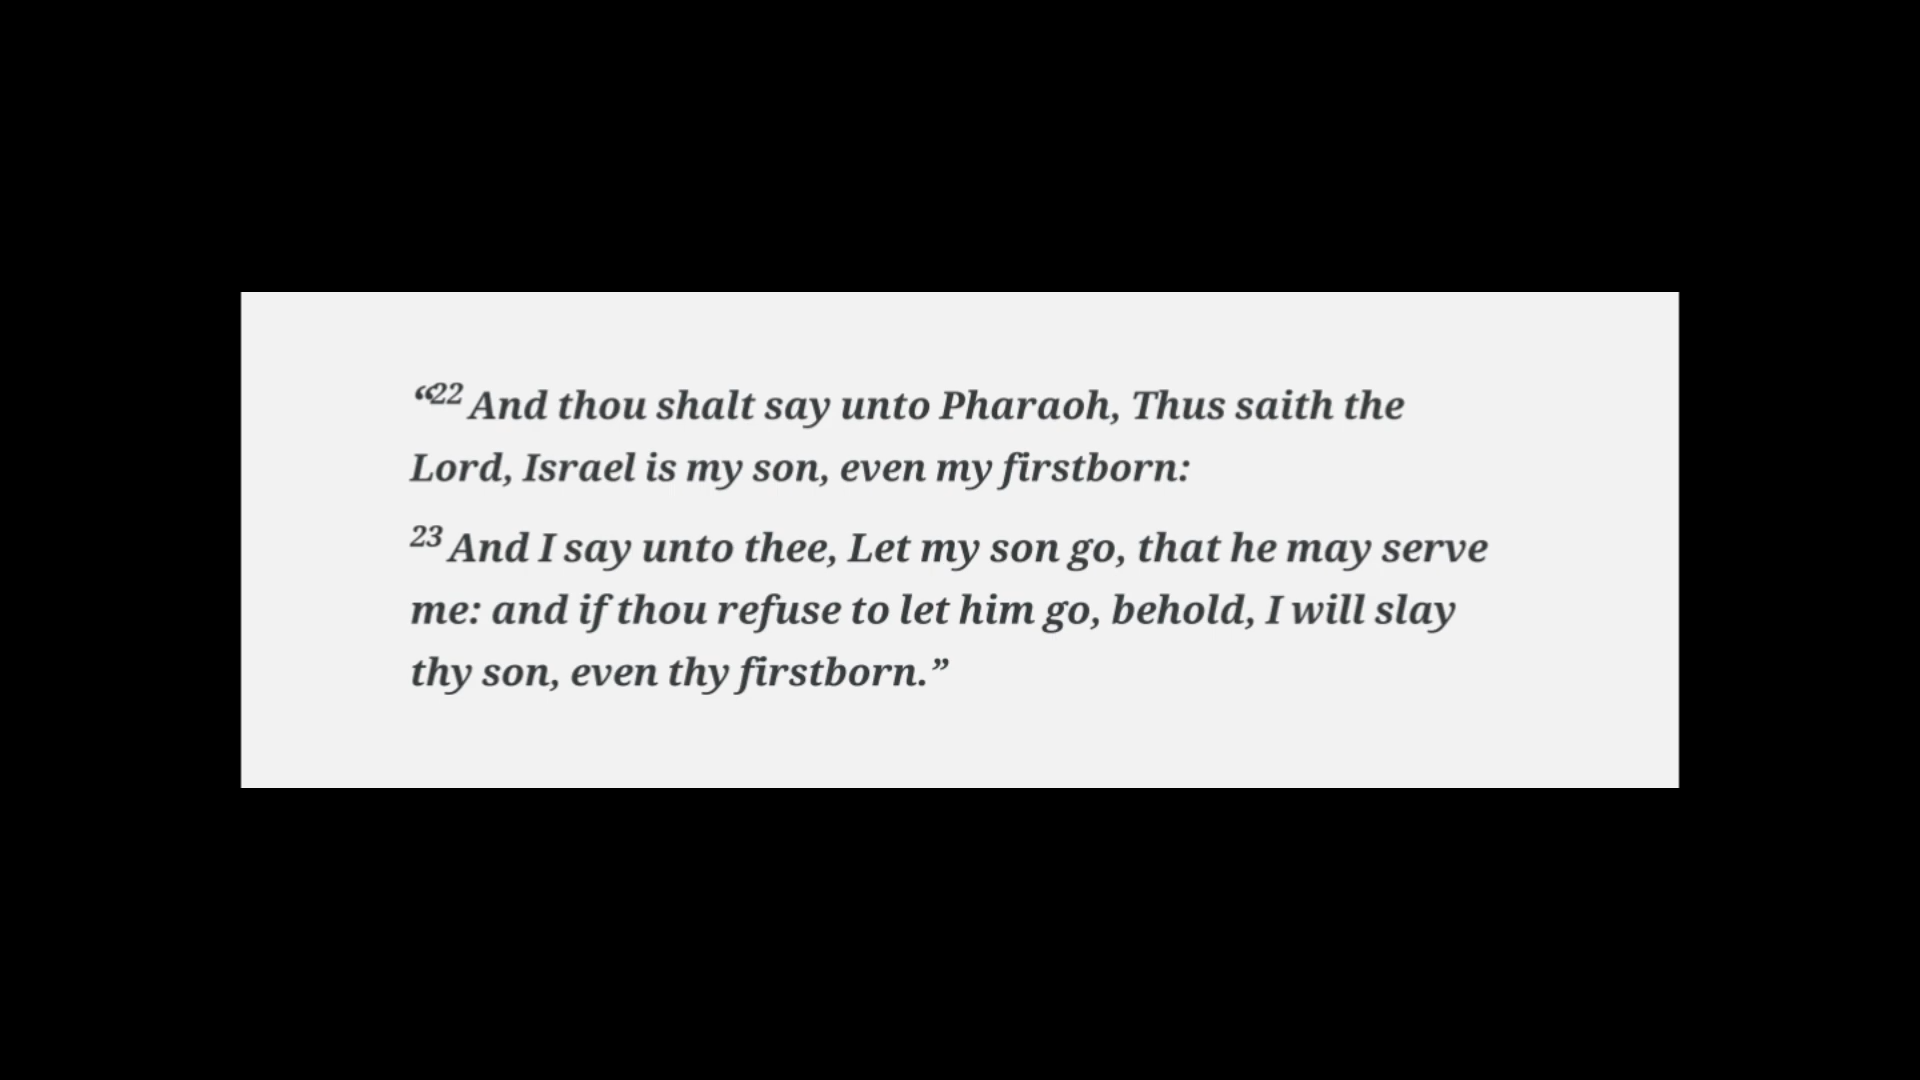 “22 And thou shalt say unto Pharaoh, Thus saith the
Lord, Israel is my son, even my firstborn:
23 And I say unto thee, Let my son go, that he may serve
me: and if thou refuse to let him go, behold, I will slay
thy son, even thy firstborn.”